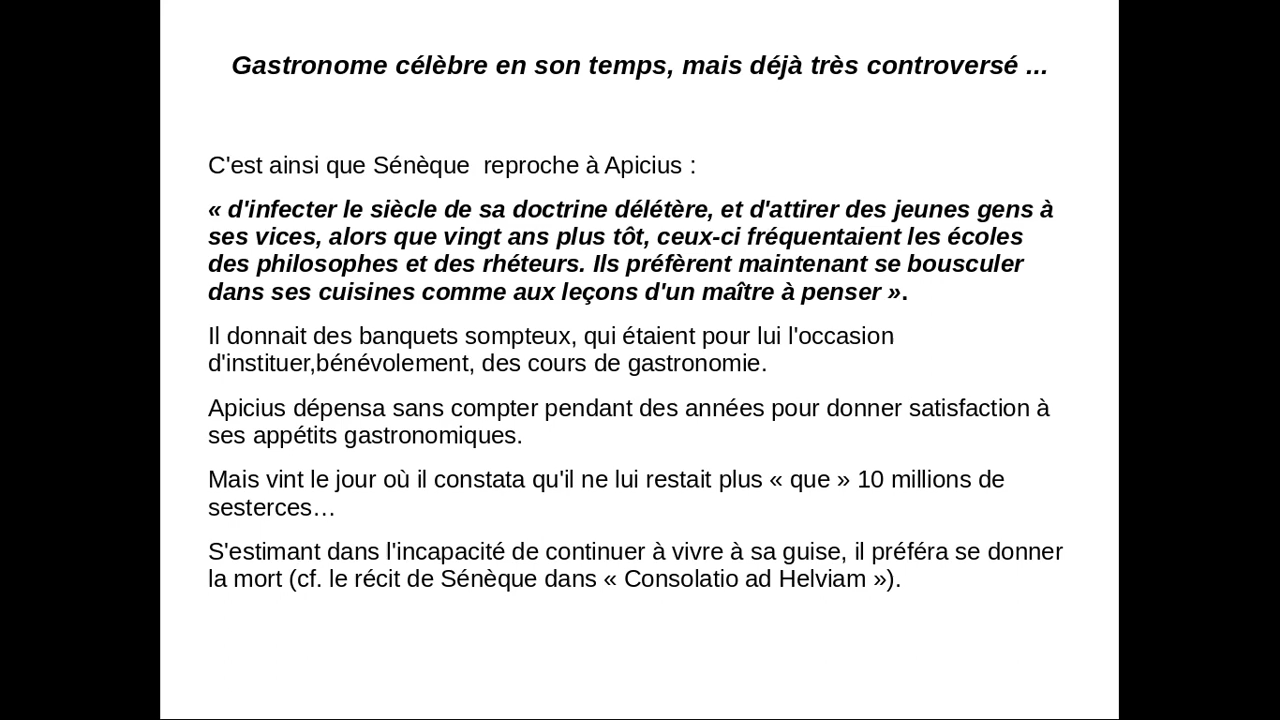 Gastronome célèbre en son temps, mais déjà très controversé ...
C'est ainsi que Sénèque  reproche à Apicius :
« d'infecter le siècle de sa doctrine délétère, et d'attirer des jeunes gens à
ses vices, alors que vingt ans plus tôt, ceux-ci fréquentaient les écoles
des philosophes et des rhéteurs. Ils préfèrent maintenant se bousculer
dans ses cuisines comme aux leçons d'un maître à penser ».
Il donnait des banquets sompteux, qui étaient pour lui l'occasion
d'instituer,bénévolement, des cours de gastronomie.
Apicius dépensa sans compter pendant des années pour donner satisfaction à
ses appétits gastronomiques.
Mais vint le jour où il constata qu'il ne lui restait plus « que » 10 millions de
sesterces…
S'estimant dans l'incapacité de continuer à vivre à sa guise, il préféra se donner
la mort (cf. le récit de Sénèque dans « Consolatio ad Helviam »).